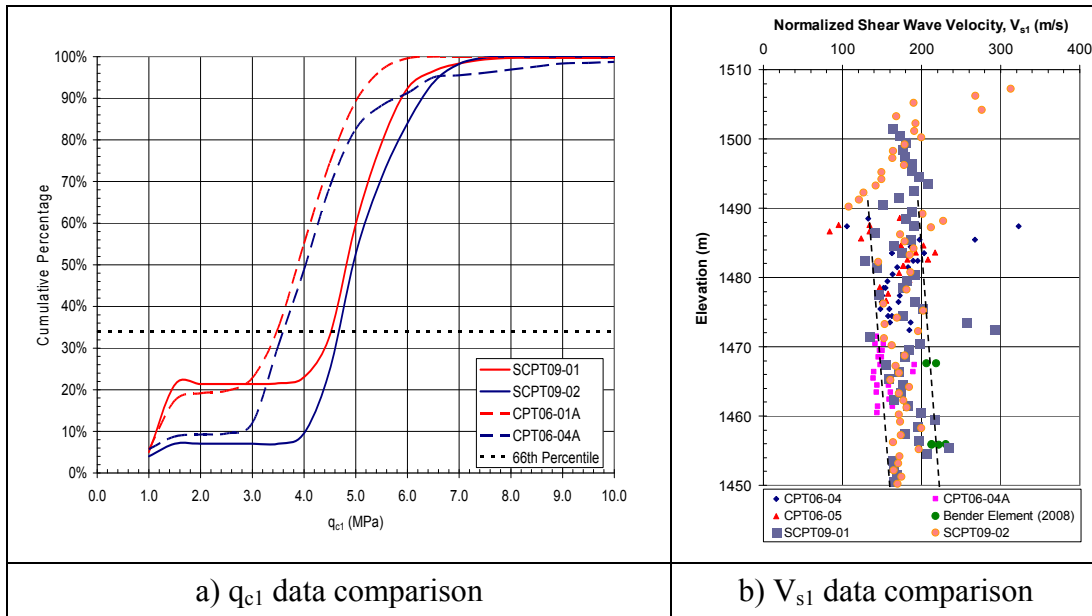 100%
90%
80%
70%
60%
50%
40%
30%
20%
10%
0%
Cumulative Percentage
0.0 1.0 2.0 3.0 4.0 5.0 6.0 7.0 8.0 9.0 10.0
q_c1 (MPa)
SCPT09-01
SCPT09-02
CPT06-01A
CPT06-04A
66th Percentile
Normalized Shear Wave Velocity, V_s1 (m/s)
0 100 200 300 400
1510
1500
1490
1480
1470
1460
1450
Elevation (m)
CPT06-04 CPT06-04A
CPT06-05 Bender Element (2008)
SCPT09-01 SCPT09-02
a) q_c1 data comparison
b) V_s1 data comparison